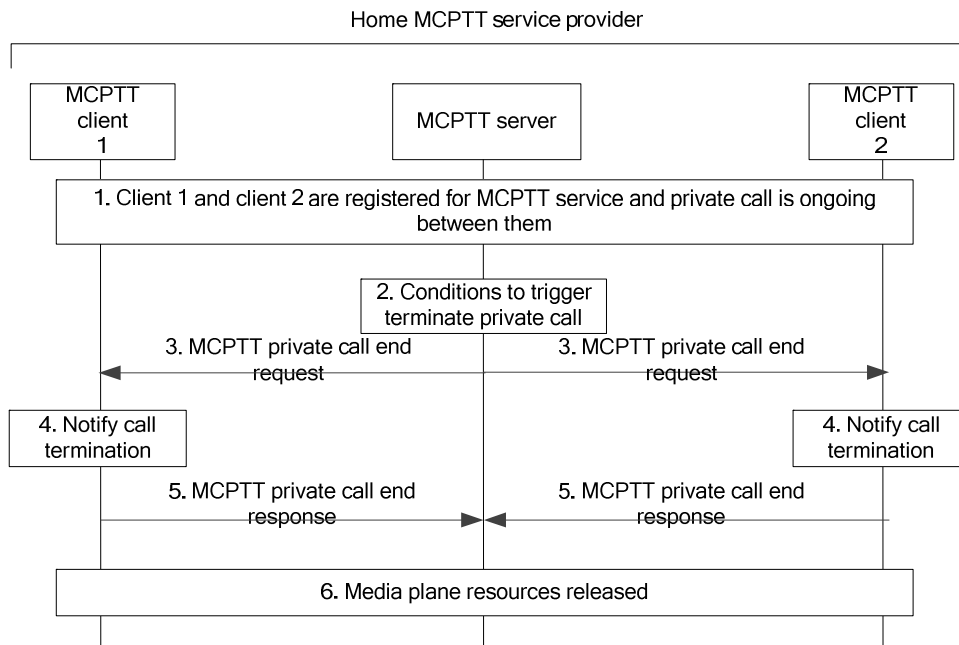 Home MCPTT service provider
MCPTT
client
1
MCPTT server
MCPTT
client
2
1. Client 1 and client 2 are registered for MCPTT service and private call is ongoing
between them
2. Conditions to trigger
terminate private call
3. MCPTT private call end
request
3. MCPTT private call end
request
4. Notify call
termination
4. Notify call
termination
5. MCPTT private call end
response
5. MCPTT private call end
response
6. Media plane resources released